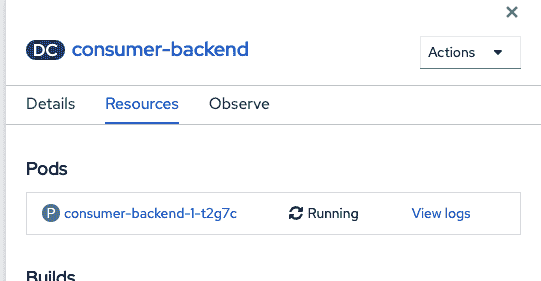 DC consumer-backend
Actions
Details Resources Observe
Pods
P consumer-backend-1-t2g7c Running View logs
Builds